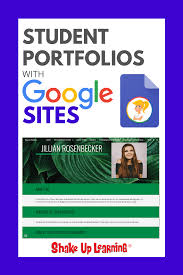 STUDENT
PORTFOLIOS
WITH
Google
SITES
JILLIAN ROSENBECKER
Shake Up Learning®